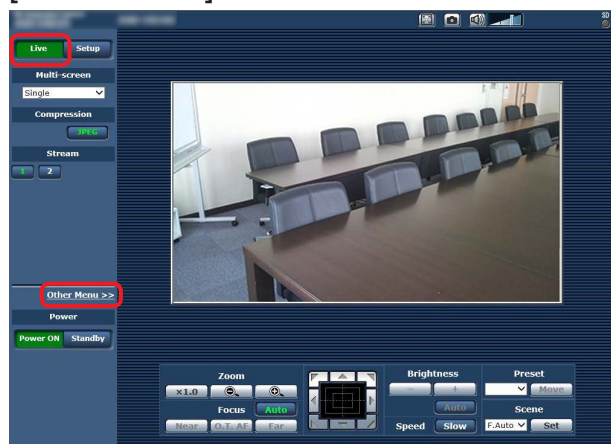 SD
Live Setup
Multi-screen
Single
Compression
JPEG
Stream
1 2
Other Menu >>
Power
Power ON Standby
Zoom
×1.0
Focus Auto
Near O.T. AF Far
Brightness
- +
Auto
Speed Slow
Preset
Move
Scene
F.Auto Set